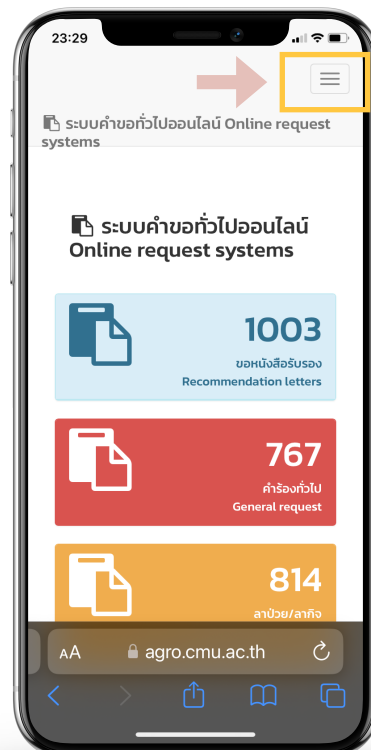 23:29
ระบบคำขอทั่วไปออนไลน์ Online request
systems
ระบบคำขอทั่วไปออนไลน์
Online request systems
1003
ขอหนังสือรับรอง
Recommendation letters
767
คำร้องทั่วไป
General request
814
ลาป่วย/ลากิจ
AA agro.cmu.ac.th